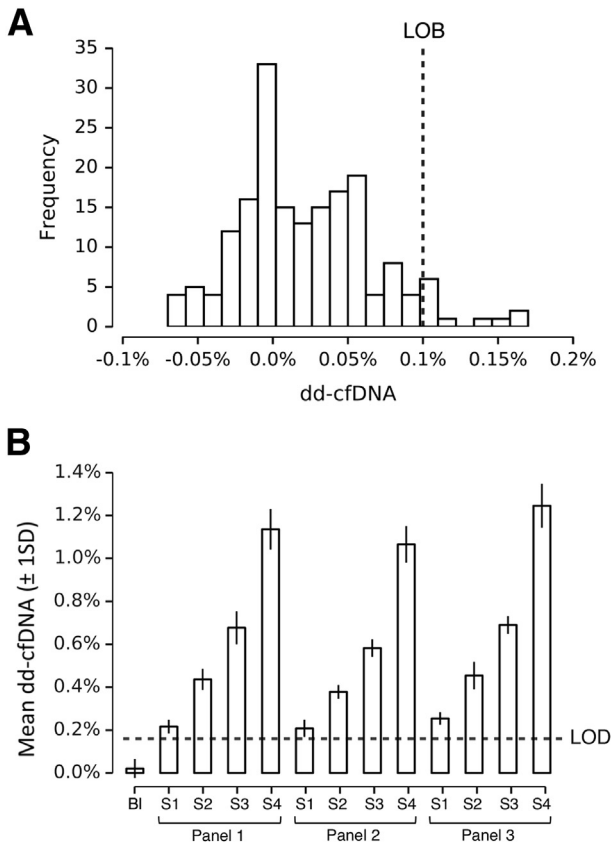 A
LOB
35
30
25
20
15
10
5
0
Frequency
-0.1%
-0.05%
0.0%
0.05%
0.1%
0.15%
0.2%
dd-cfDNA
B
1.4%
1.2%
1.0%
0.8%
0.6%
0.4%
0.2%
0.0%
Mean dd-cfDNA (± 1SD)
LOD
Bl S1 S2 S3 S4 S1 S2 S3 S4 S1 S2 S3 S4
Panel 1 Panel 2 Panel 3